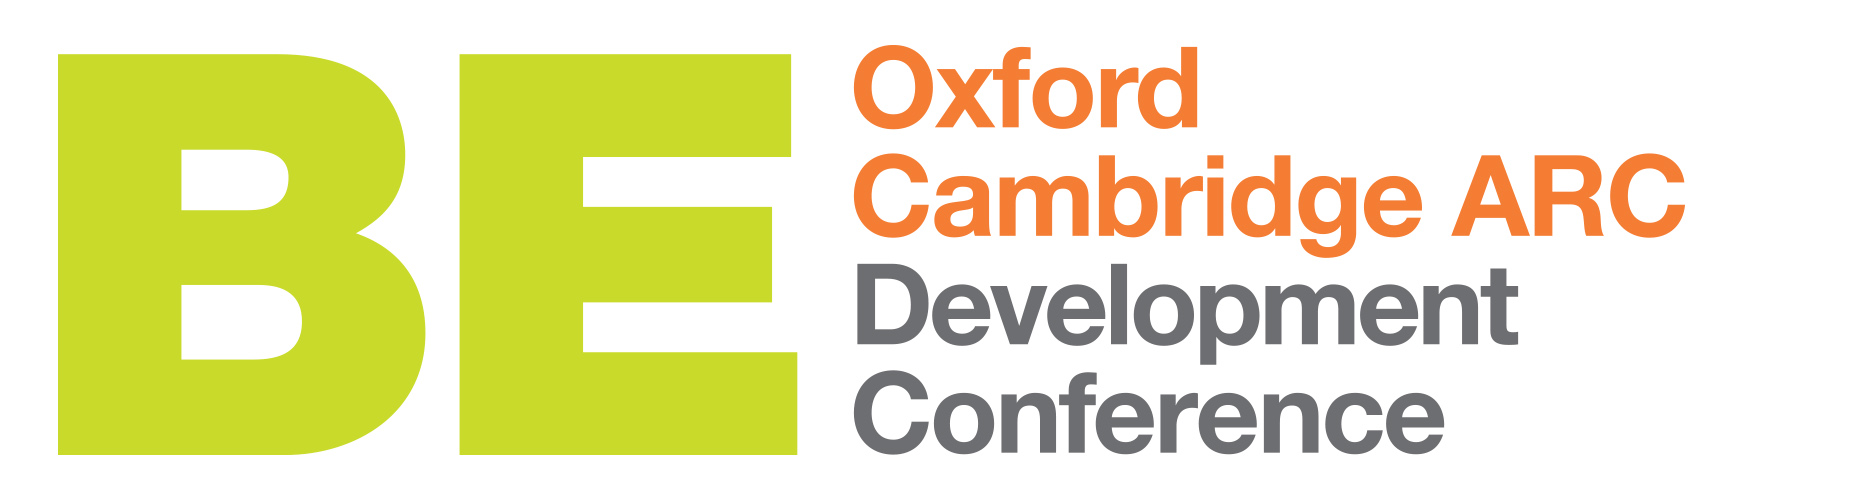 BE
Oxford
Cambridge ARC
Development
Conference